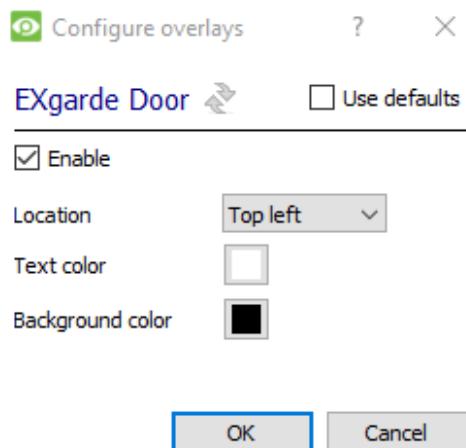 Configure overlays ?
EXgarde Door Use defaults
Enable
Location Top left
Text color
Background color
OK Cancel